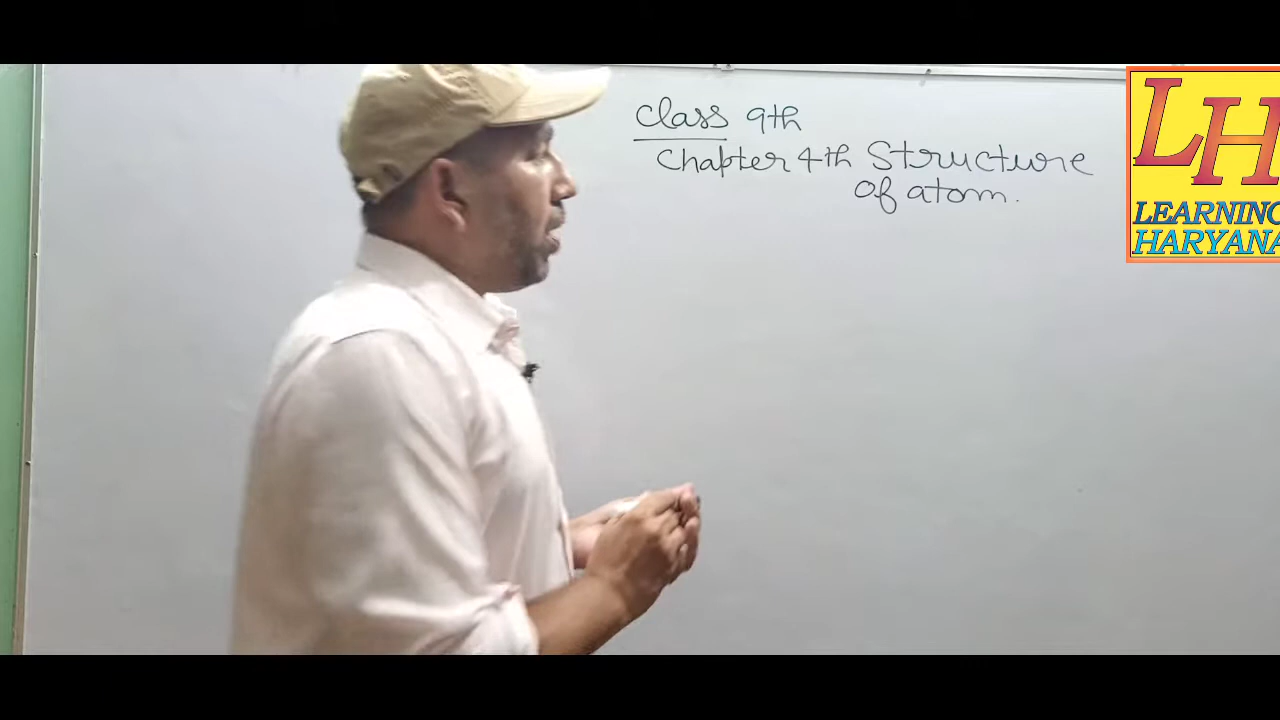 Class 9th
Chapter 4th Structure
Of atom.
LH
LEARNING
HARYANA